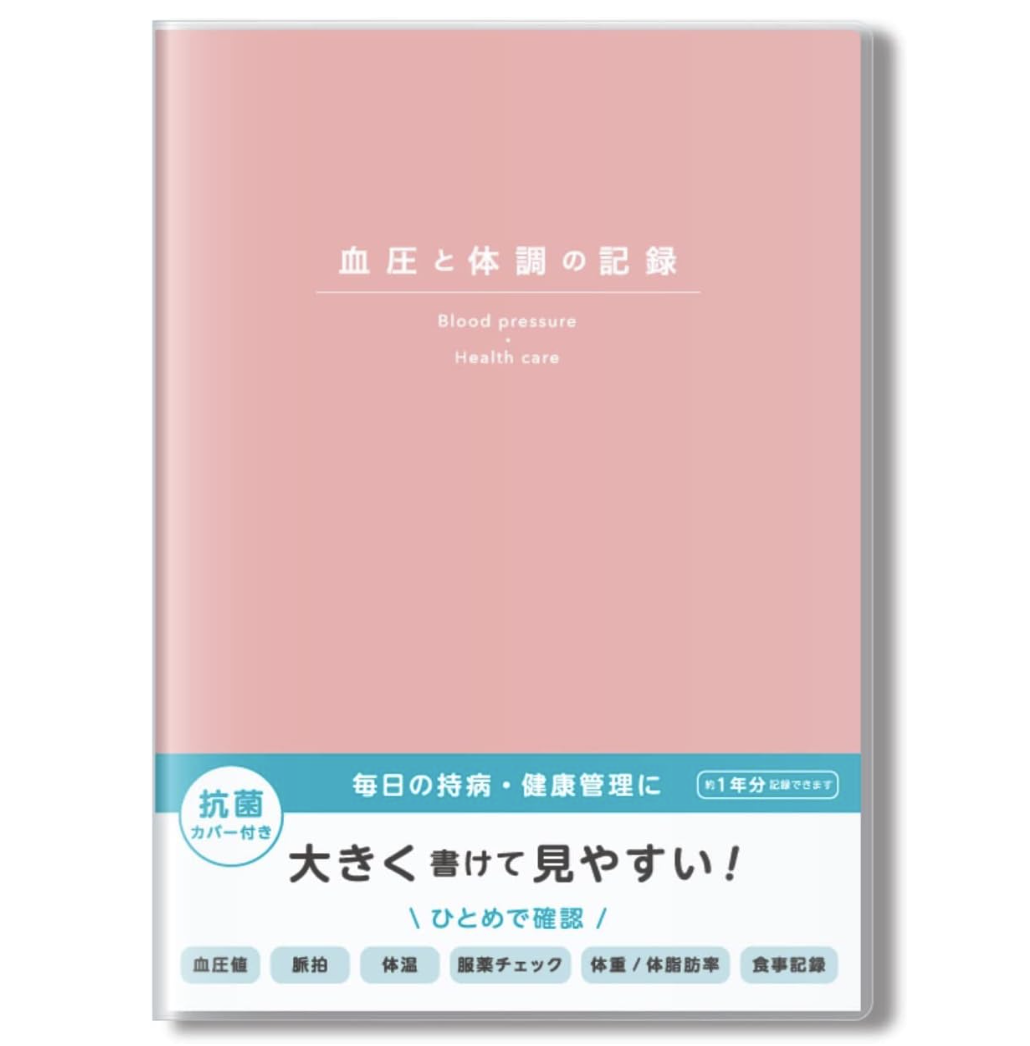 血圧と体調の記録
Blood pressure
・
Health care
毎日の持病・健康管理に
約1年分記録できます
抗菌
カバー付き
大きく書けて見やすい！
\ ひとめで確認 /
血圧値
脈拍
体温
服薬チェック
体重 / 体脂肪率
食事記録